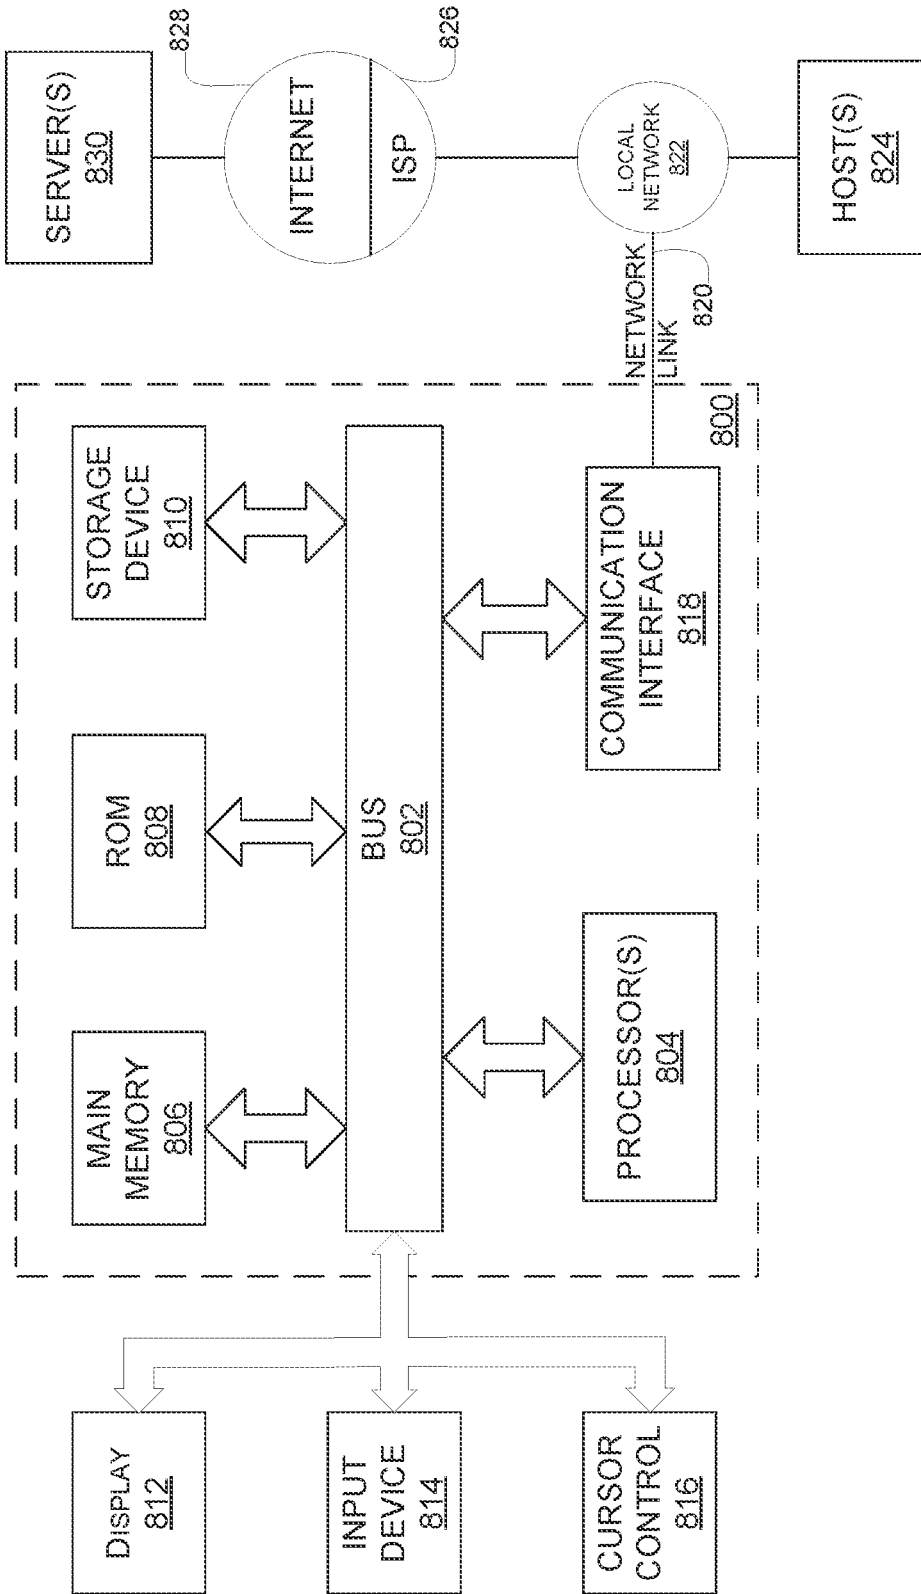 DISPLAY
812
INPUT
DEVICE
814
CURSOR
CONTROL
816
MAIN
MEMORY
806
ROM
808
STORAGE
DEVICE
810
BUS
802
PROCESSOR(S)
804
COMMUNICATION
INTERFACE
818
800
NETWORK
LINK
820
SERVER(S)
830
828
INTERNET
ISP
826
LOCAL
NETWORK
822
HOST(S)
824